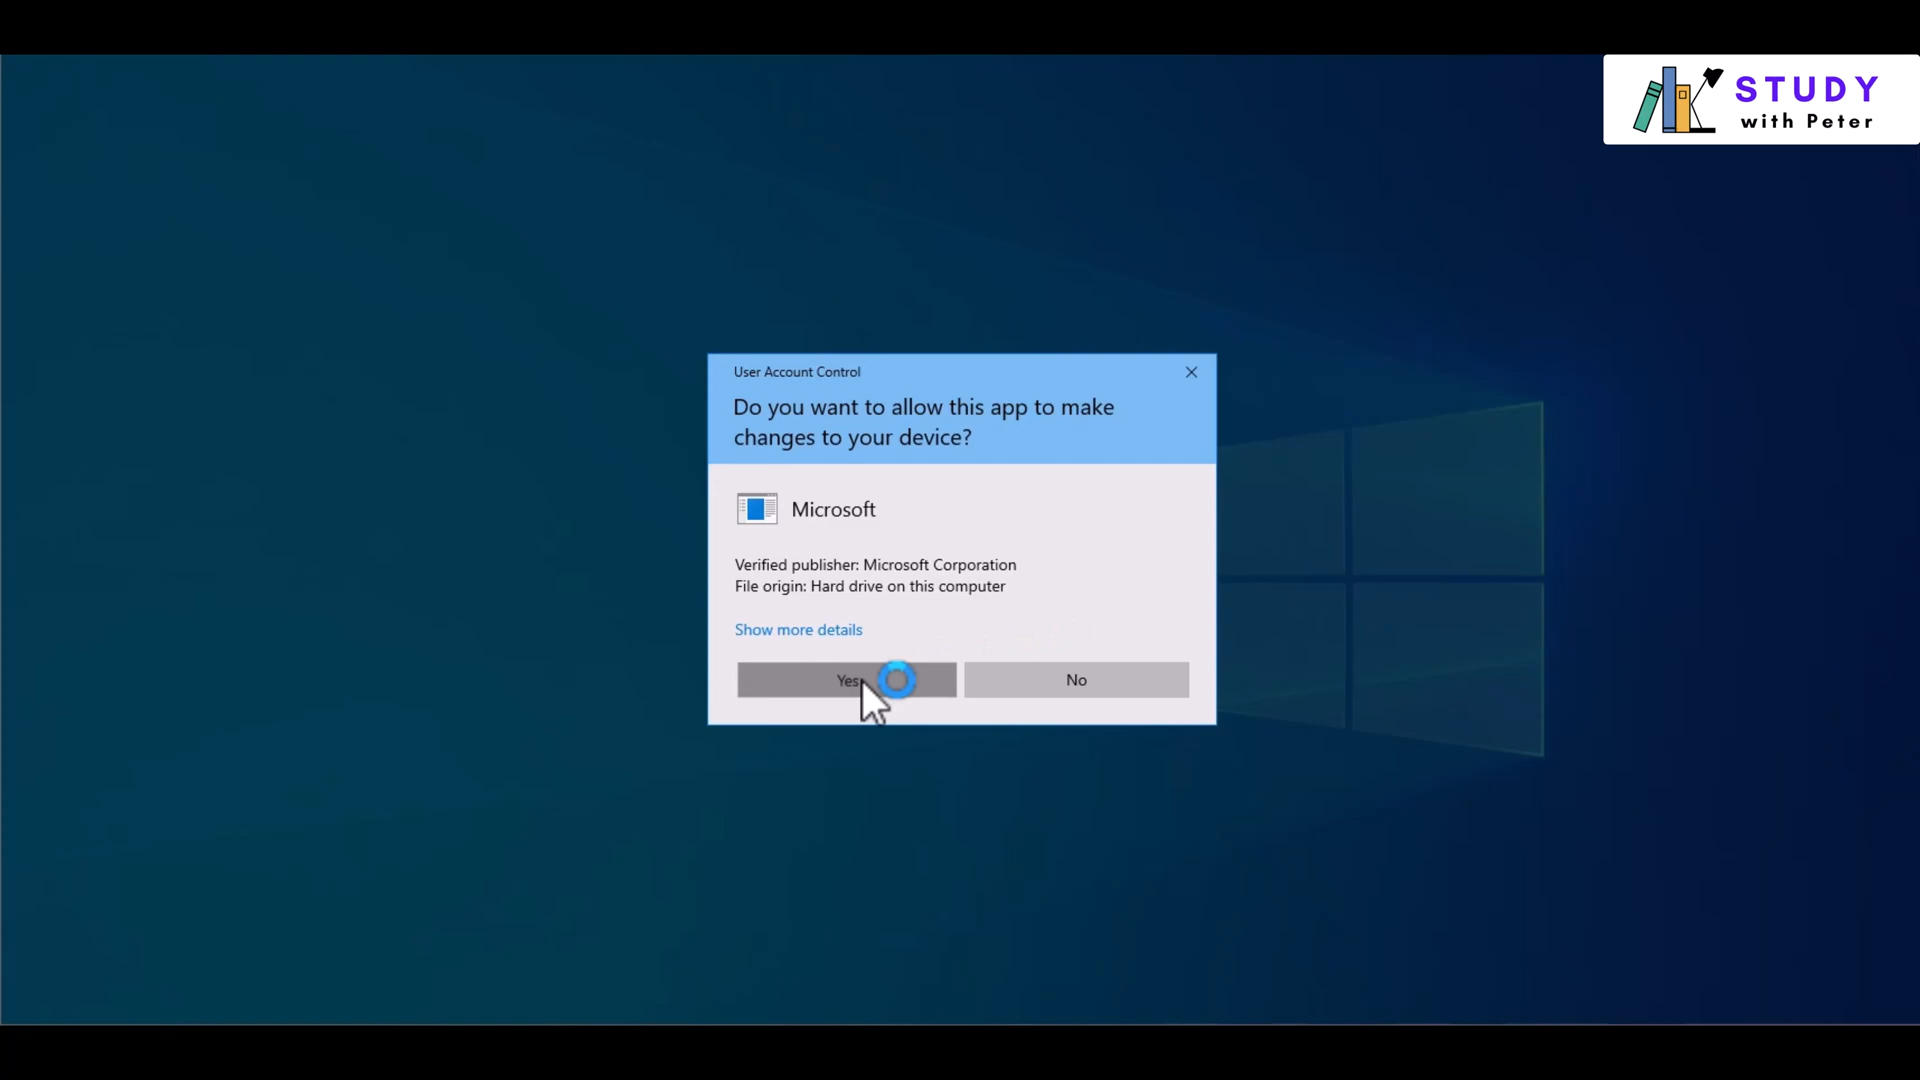 STUDY
with Peter
User Account Control
Do you want to allow this app to make
changes to your device?
Microsoft
Verified publisher: Microsoft Corporation
File origin: Hard drive on this computer
Show more details
Yes
No